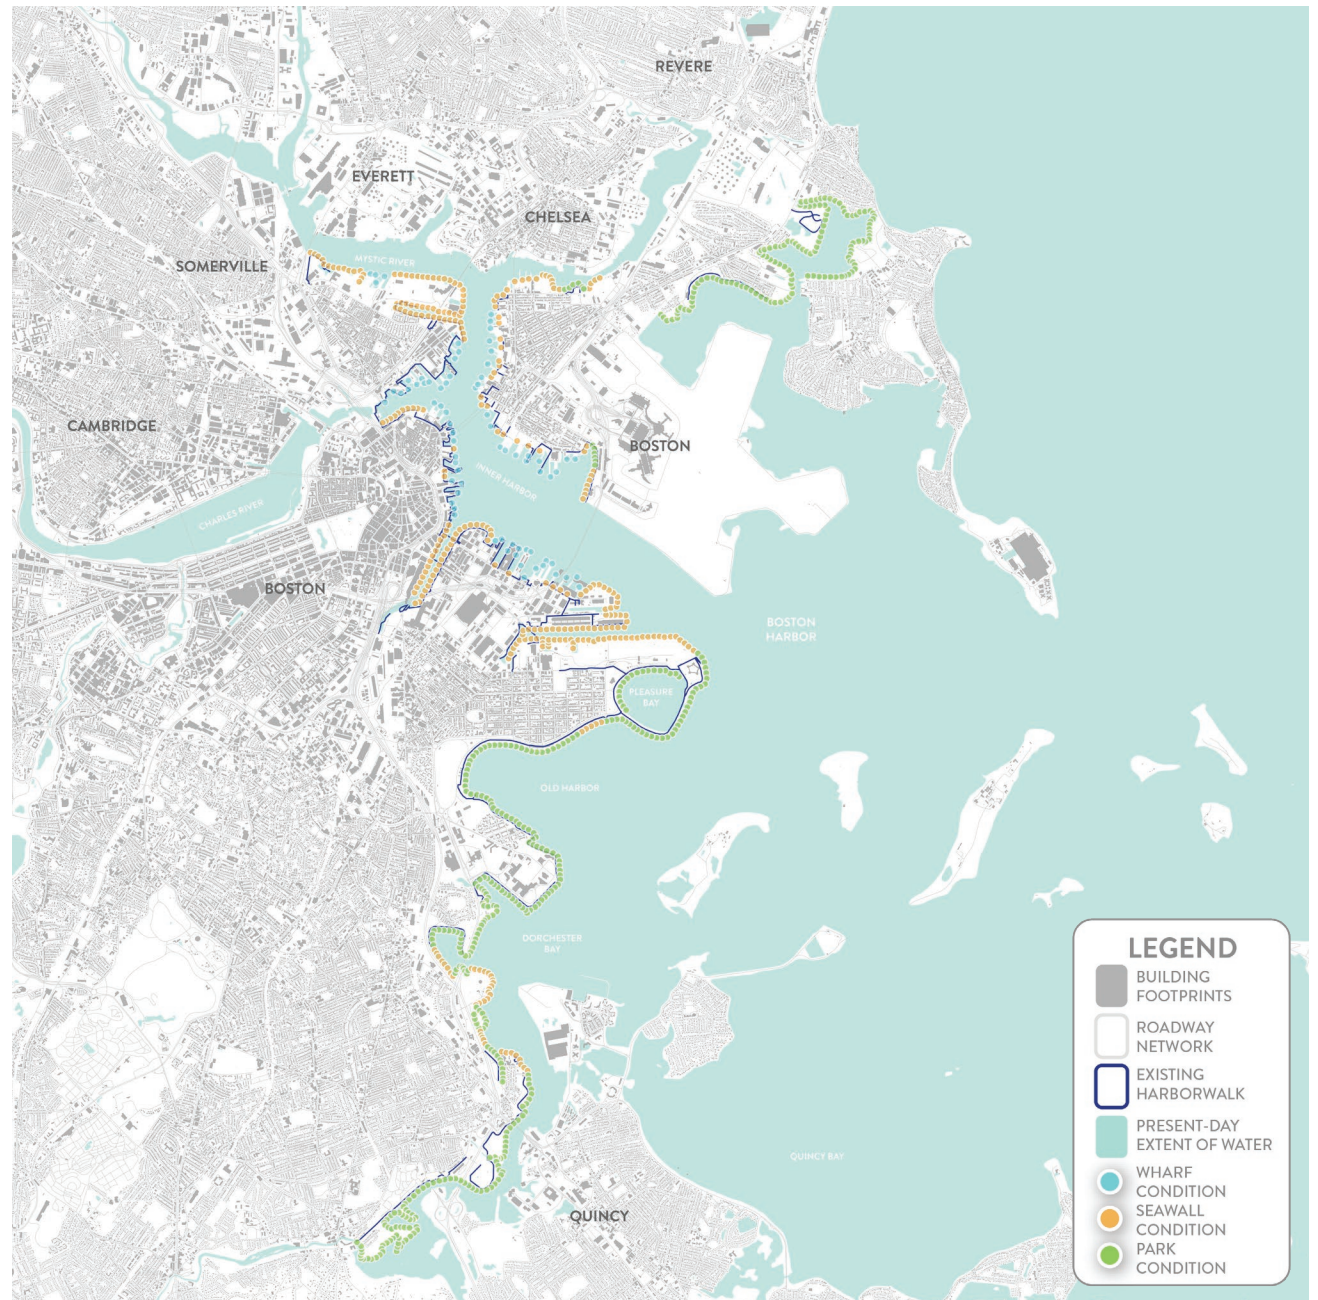 REVERE
EVERETT
CHELSEA
SOMERVILLE
MYSTIC RIVER
CAMBRIDGE
BOSTON
INNER HARBOR
CHARLES RIVER
BOSTON
BOSTON
HARBOR
PLEASURE
BAY
OLD HARBOR
DORCHESTER
BAY
QUINCY BAY
QUINCY
LEGEND
BUILDING
FOOTPRINTS
ROADWAY
NETWORK
EXISTING
HARBORWALK
PRESENT-DAY
EXTENT OF WATER
WHARF
CONDITION
SEAWALL
CONDITION
PARK
CONDITION